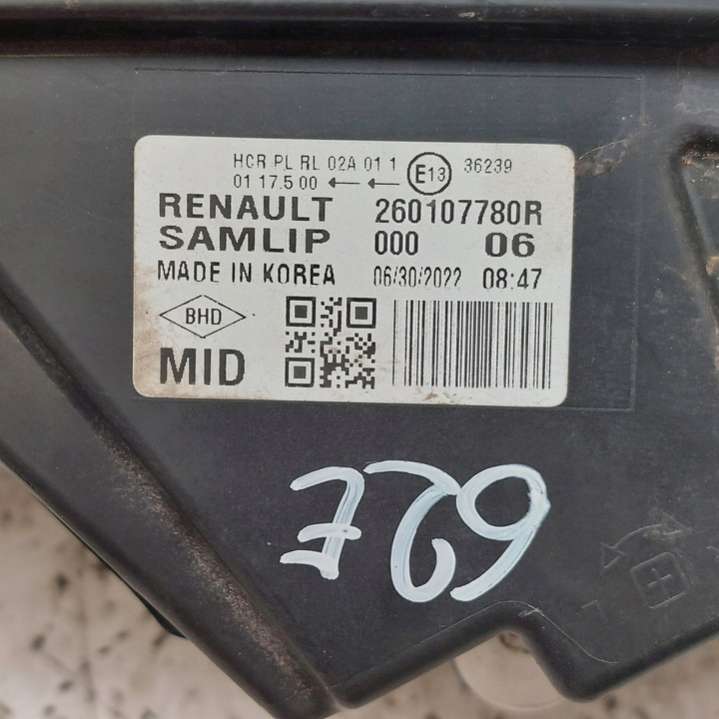 HCR PL RL 02A 01 1 E13 36239
01 17.5 00 ← ←
RENAULT 260107780R
SAMLIP 000 06
MADE IN KOREA 06/30/2022 08:47
BHD
MID